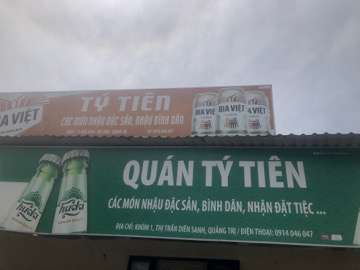 BIA VIỆT
TÝ TIÊN
CÁC MÓN NHẬU ĐẶC SẢN, NHẬU BÌNH DÂN
BIA VIỆT
huda
huda
QUÁN TÝ TIÊN
CÁC MÓN NHẬU ĐẶC SẢN, BÌNH DÂN, NHẬN ĐẶT TIỆC ...
ĐỊA CHỈ: KHÓM 1, THỊ TRẤN DIÊN SANH, QUẢNG TRỊ / ĐIỆN THOẠI: 0914 046 047